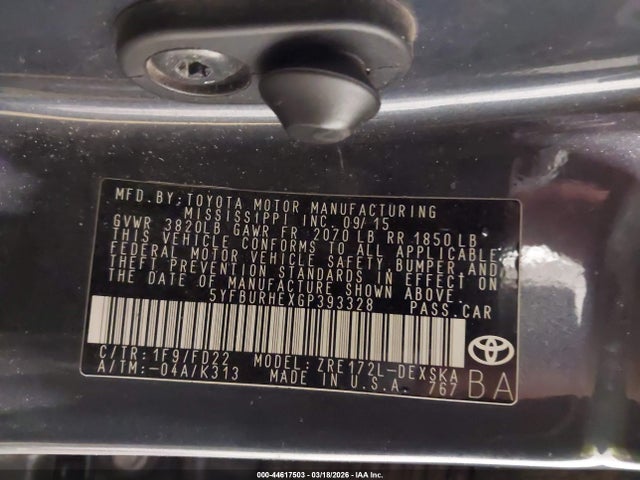 MFD.BY;TOYOTA MOTOR MANUFACTURING
MISSISSIPPI INC. 09/15
GVWR 3820LB GAWR FR 2070 LB RR 1850 LB
THIS VEHICLE CONFORMS TO ALL APPLICABLE
FEDERAL MOTOR VEHICLE SAFETY,BUMPER,AND
THEFT PREVENTION STANDARDS IN EFFECT ON
THE DATE OF MANUFACTURE SHOWN ABOVE.
5YFBURHEXGP393328 PASS.CAR
C/TR: 1F9/FD22 MODEL: ZRE172L-DEXSKA
A/TM: -04A/K313 MADE IN U.S.A. 767 BA
000-44617503 — 03/18/2026 — IAA Inc.